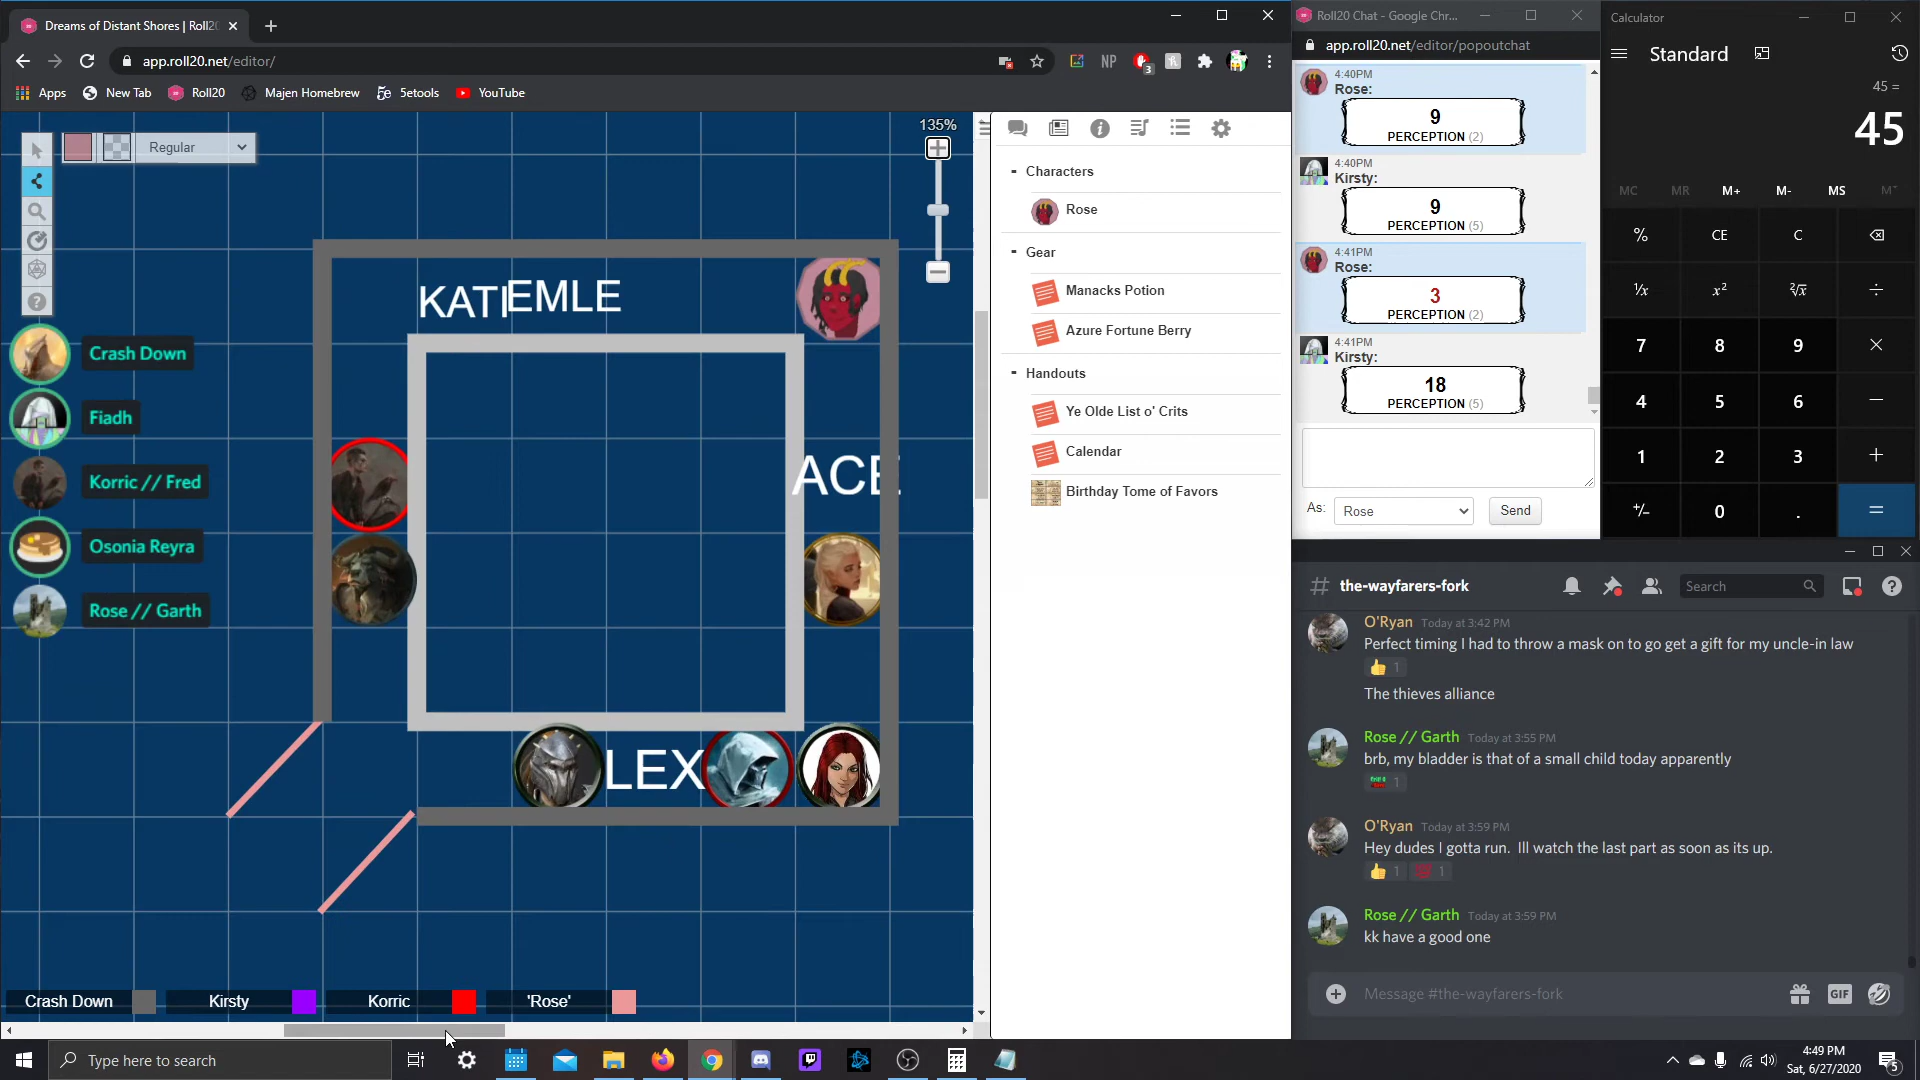 Dreams of Distant Shores | Roll20
app.roll20.net/editor/
NP
3
Apps
New Tab
Roll20
Majen Homebrew
5etools
YouTube
Regular
135%
KATI
EMLE
ACE
LEX
Crash Down
Fiadh
Korric // Fred
Osonia Reyra
Rose // Garth
Crash Down
Kirsty
Korric
'Rose'
Characters
Rose
Gear
Manacks Potion
Azure Fortune Berry
Handouts
Ye Olde List o' Crits
Calendar
Birthday Tome of Favors
Roll20 Chat - Google Chr...
app.roll20.net/editor/popoutchat
4:40PM
Rose:
9
PERCEPTION (2)
4:40PM
Kirsty:
9
PERCEPTION (5)
4:41PM
Rose:
3
PERCEPTION (2)
4:41PM
Kirsty:
18
PERCEPTION (5)
As:
Rose
Send
Calculator
Standard
45 =
45
MC MR M+ M- MS M˅
% CE C
¹/x x² ²√x ÷
7 8 9 ×
4 5 6 −
1 2 3 +
+/- 0 . =
# the-wayfarers-fork
Search
O'Ryan Today at 3:42 PM
Perfect timing I had to throw a mask on to go get a gift for my uncle-in law
1
The thieves alliance
Rose // Garth Today at 3:55 PM
brb, my bladder is that of a small child today apparently
1
O'Ryan Today at 3:59 PM
Hey dudes I gotta run. Ill watch the last part as soon as its up.
1 1
Rose // Garth Today at 3:59 PM
kk have a good one
Message #the-wayfarers-fork
GIF
Type here to search
4:49 PM
Sat, 6/27/2020
5